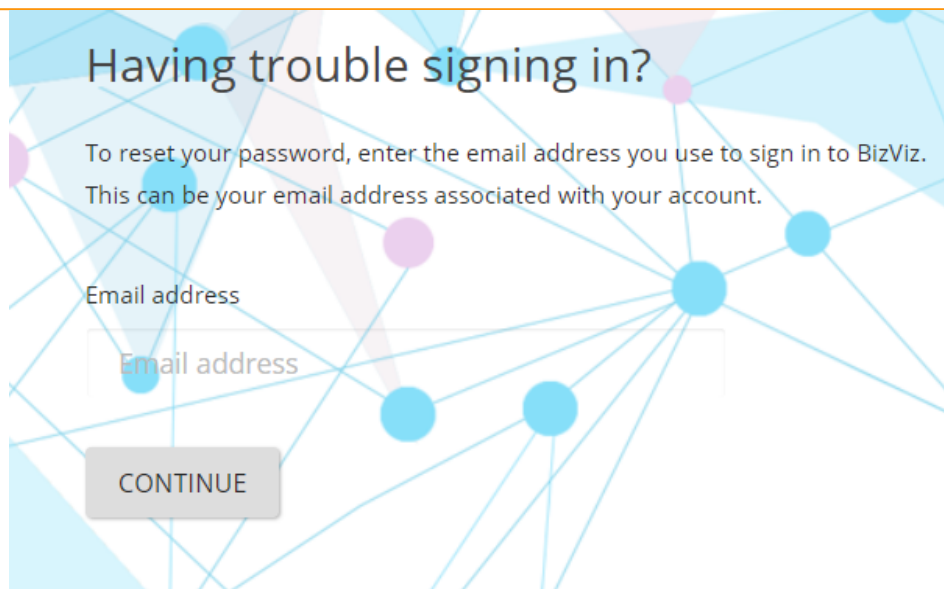 Having trouble signing in?
To reset your password, enter the email address you use to sign in to BizViz.
This can be your email address associated with your account.
Email address
Email address
CONTINUE